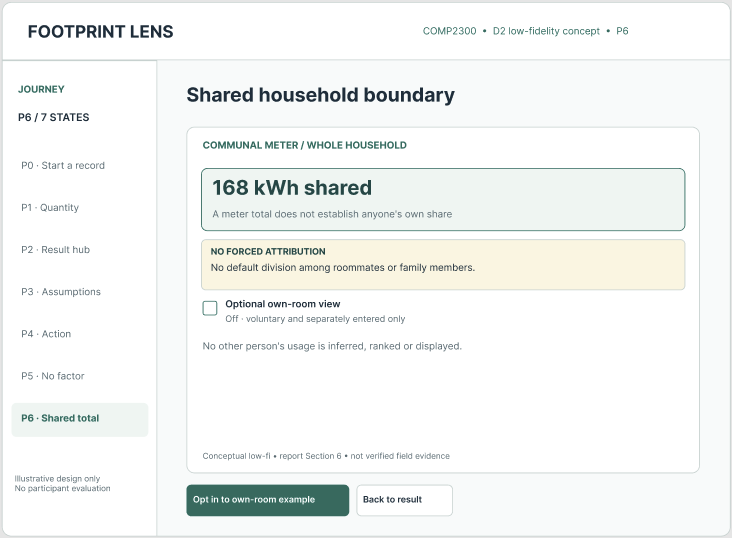 FOOTPRINT LENS
COMP2300 • D2 low-fidelity concept • P6
JOURNEY
P6 / 7 STATES
P0 · Start a record
P1 · Quantity
P2 · Result hub
P3 · Assumptions
P4 · Action
P5 · No factor
P6 · Shared total
Illustrative design only
No participant evaluation
Shared household boundary
COMMUNAL METER / WHOLE HOUSEHOLD
168 kWh shared
A meter total does not establish anyone's own share
NO FORCED ATTRIBUTION
No default division among roommates or family members.
Optional own-room view
Off · voluntary and separately entered only
No other person's usage is inferred, ranked or displayed.
Conceptual low-fi • report Section 6 • not verified field evidence
Opt in to own-room example
Back to result